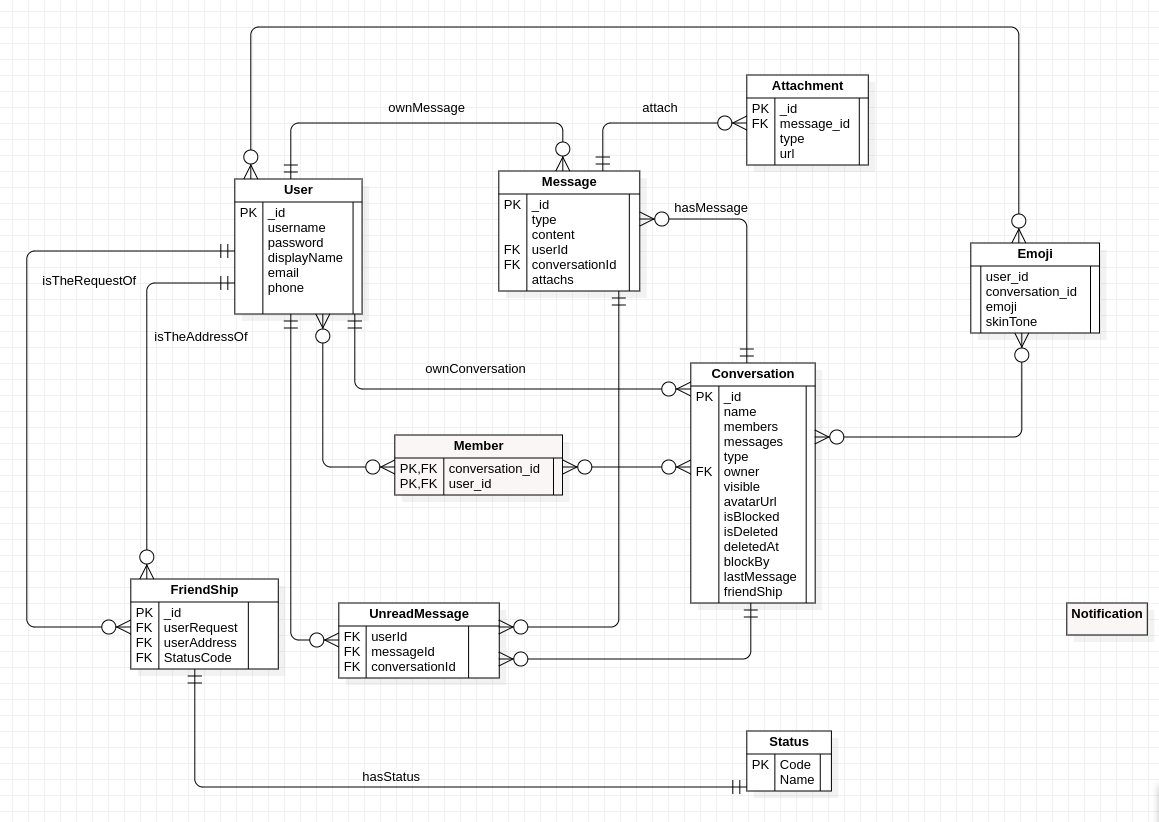 ownMessage
attach
Attachment
PK _id
FK message_id
type
url
User
PK _id
username
password
displayName
email
phone
Message
PK _id
type
content
FK userId
FK conversationId
attachs
hasMessage
Emoji
user_id
conversation_id
emoji
skinTone
isTheRequestOf
isTheAddressOf
ownConversation
Conversation
PK _id
name
members
messages
type
FK owner
visible
avatarUrl
isBlocked
isDeleted
deletedAt
blockBy
lastMessage
friendShip
Member
PK,FK conversation_id
PK,FK user_id
FriendShip
PK _id
FK userRequest
FK userAddress
FK StatusCode
UnreadMessage
FK userId
FK messageId
FK conversationId
Notification
Status
PK Code
Name
hasStatus